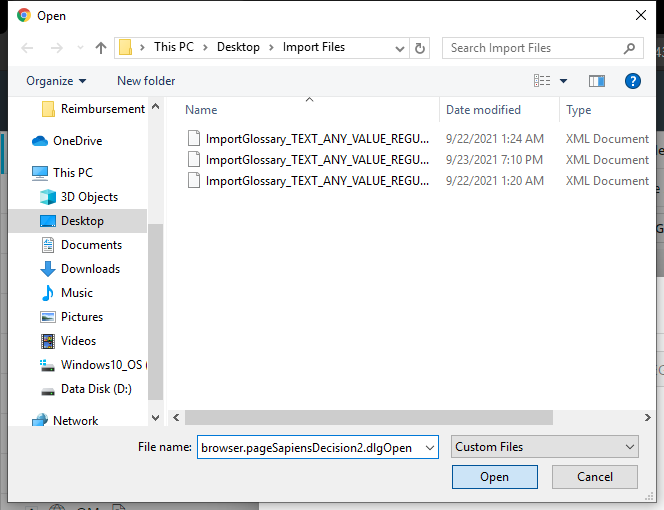 Open
This PC > Desktop > Import Files
Search Import Files
Organize
New folder
Reimbursement
OneDrive
This PC
3D Objects
Desktop
Documents
Downloads
Music
Pictures
Videos
Windows10_OS (
Data Disk (D:)
Network
Name Date modified Type
ImportGlossary_TEXT_ANY_VALUE_REGU... 9/22/2021 1:24 AM XML Document
ImportGlossary_TEXT_ANY_VALUE_REGU... 9/23/2021 7:10 PM XML Document
ImportGlossary_TEXT_ANY_VALUE_REGU... 9/22/2021 1:20 AM XML Document
File name: browser.pageSapiensDecision2.dlgOpen Custom Files
Open Cancel